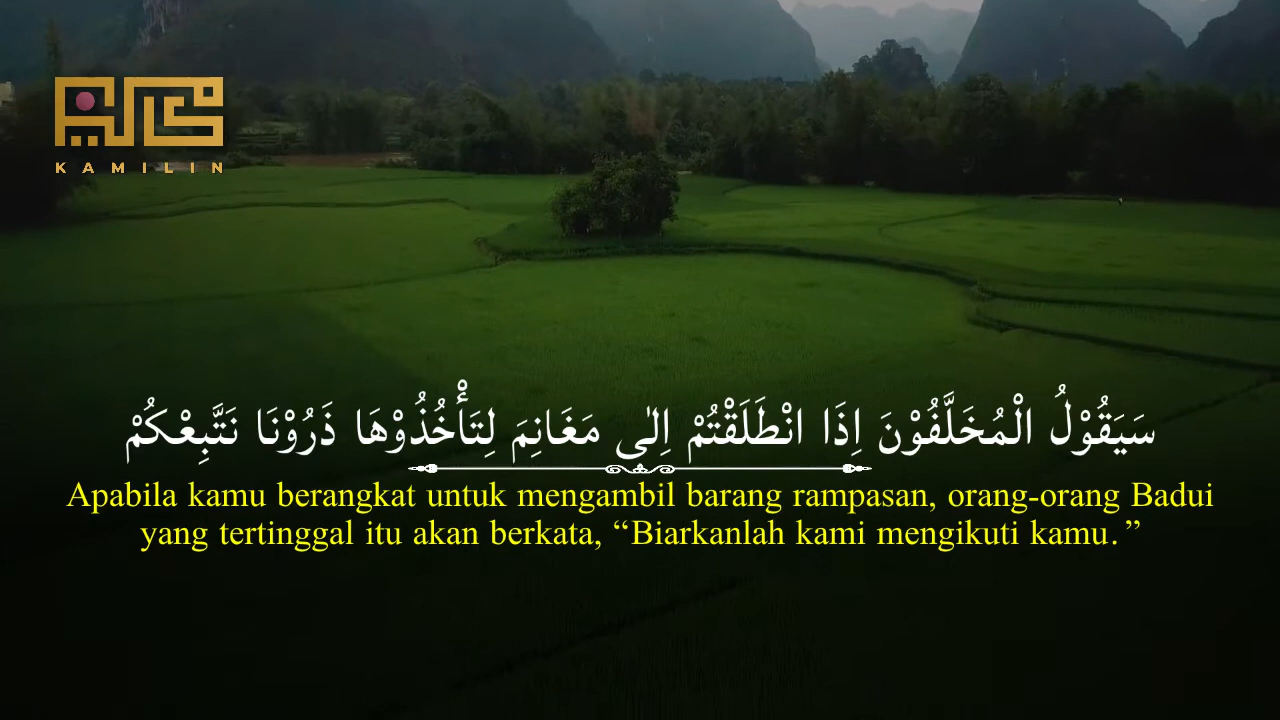 KAMILIN
سَيَقُوْلُ الْمُخَلَّفُوْنَ اِذَا انْطَلَقْتُمْ اِلٰى مَغَانِمَ لِتَأْخُذُوْهَا ذَرُوْنَا نَتَّبِعْكُمْ
Apabila kamu berangkat untuk mengambil barang rampasan, orang-orang Badui
yang tertinggal itu akan berkata, “Biarkanlah kami mengikuti kamu.”